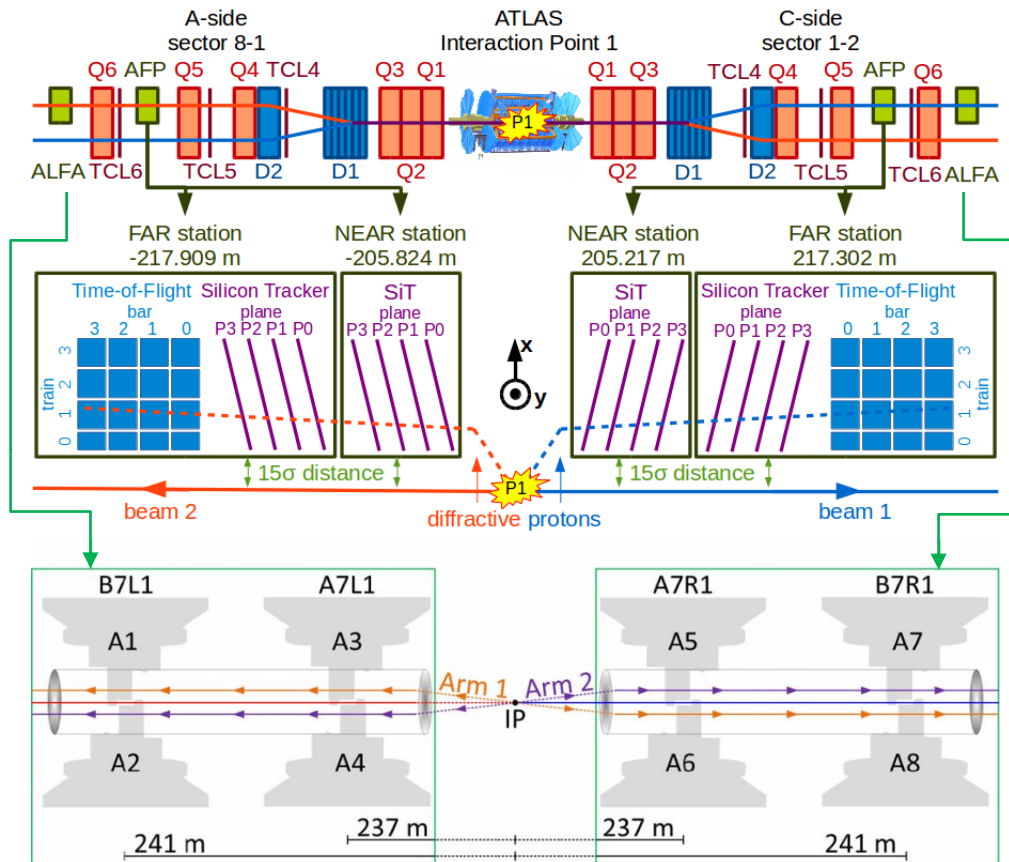 A-side
sector 8-1
ATLAS
Interaction Point 1
C-side
sector 1-2
Q6 AFP Q5 Q4 TCL4 Q3 Q1 Q1 Q3 TCL4 Q4 Q5 AFP Q6
P1
ALFA TCL6 TCL5 D2 D1 Q2 Q2 D1 D2 TCL5 TCL6 ALFA
FAR station
-217.909 m
NEAR station
-205.824 m
NEAR station
205.217 m
FAR station
217.302 m
Time-of-Flight
bar
3 2 1 0
train
3
2
1
0
Silicon Tracker
plane
P3 P2 P1 P0
SiT
plane
P3 P2 P1 P0
x
y
SiT
plane
P0 P1 P2 P3
Silicon Tracker
plane
P0 P1 P2 P3
Time-of-Flight
bar
0 1 2 3
3
2
1
0
train
15σ distance
15σ distance
P1
beam 2
diffractive protons
beam 1
B7L1 A7L1 A7R1 B7R1
A1 A3 A5 A7
Arm 1 Arm 2
IP
A2 A4 A6 A8
237 m 237 m
241 m 241 m